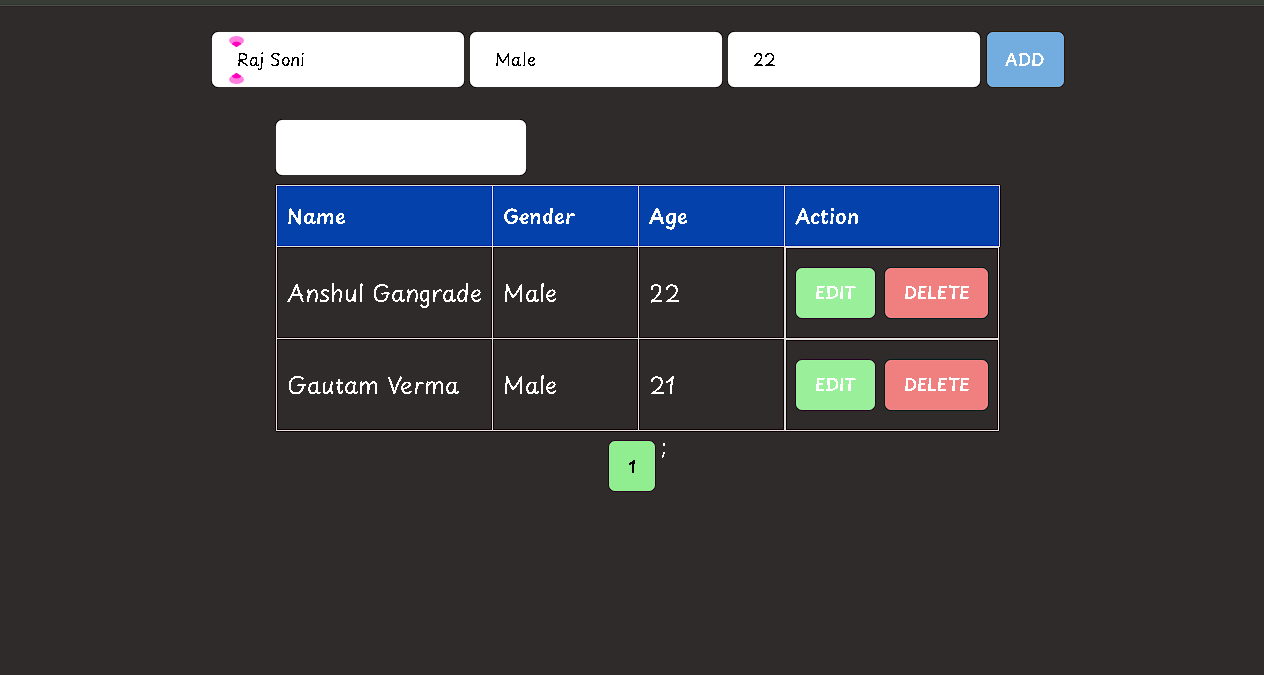 Raj Soni Male 22 ADD
Name Gender Age Action
Anshul Gangrade Male 22 EDIT DELETE
Gautam Verma Male 21 EDIT DELETE
1 ;